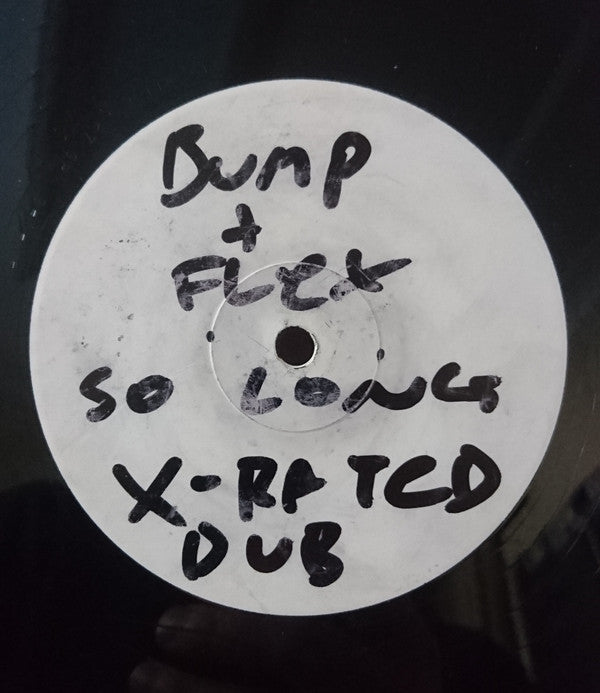 BUMP
+
FLEX
SO LONG
X-RATED
DUB